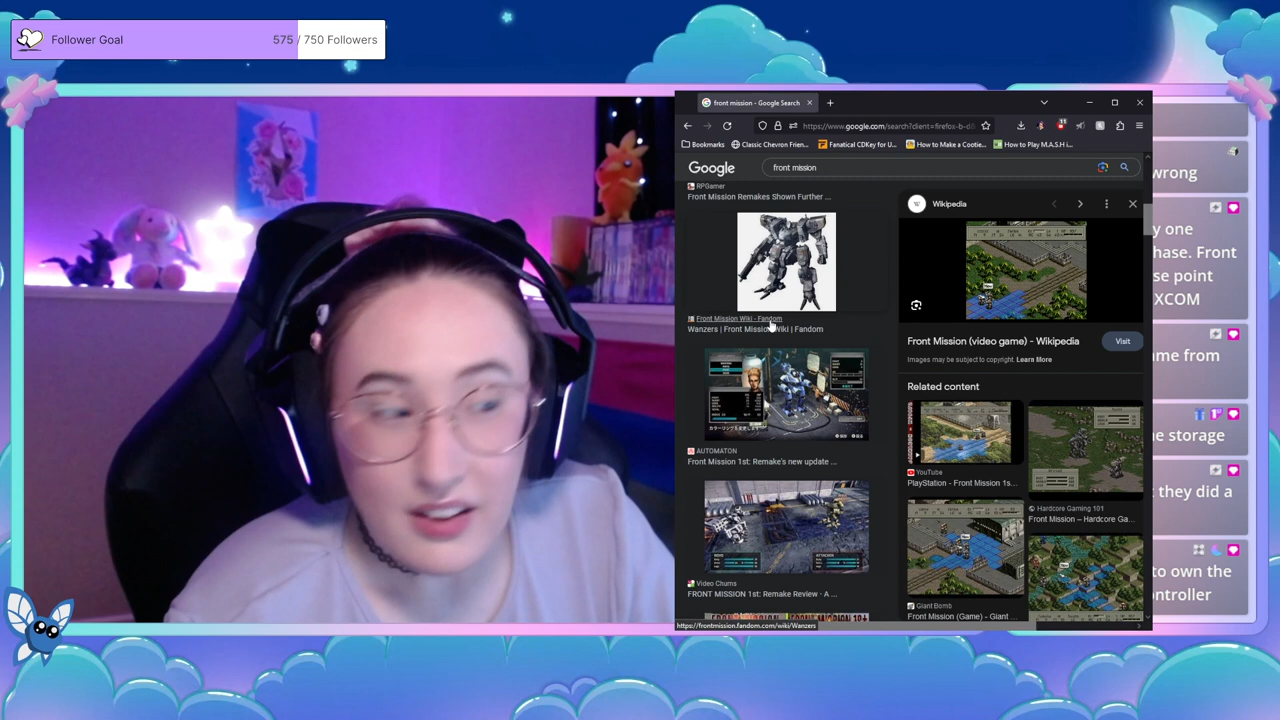 Follower Goal
575 / 750 Followers
front mission - Google Search
https://www.google.com/search?client=firefox-b-d
Bookmarks
Classic Chevron Frien...
Fanatical CDKey for U...
How to Make a Cootie...
How to Play M.A.S.H i...
Google
front mission
RPGamer
Front Mission Remakes Shown Further ...
Front Mission Wiki - Fandom
Wanzers | Front Mission Wiki | Fandom
AUTOMATON
Front Mission 1st: Remake's new update ...
Video Chums
FRONT MISSION 1st: Remake Review · A ...
https://frontmission.fandom.com/wiki/Wanzers
Wikipedia
Front Mission (video game) - Wikipedia
Visit
Images may be subject to copyright. Learn More
Related content
YouTube
PlayStation - Front Mission 1s...
Hardcore Gaming 101
Front Mission – Hardcore Ga...
Giant Bomb
Front Mission (Game) - Giant ...
wrong
y one
hase. Front
se point
XCOM
ame from
e storage
t they did a
to own the
ontroller